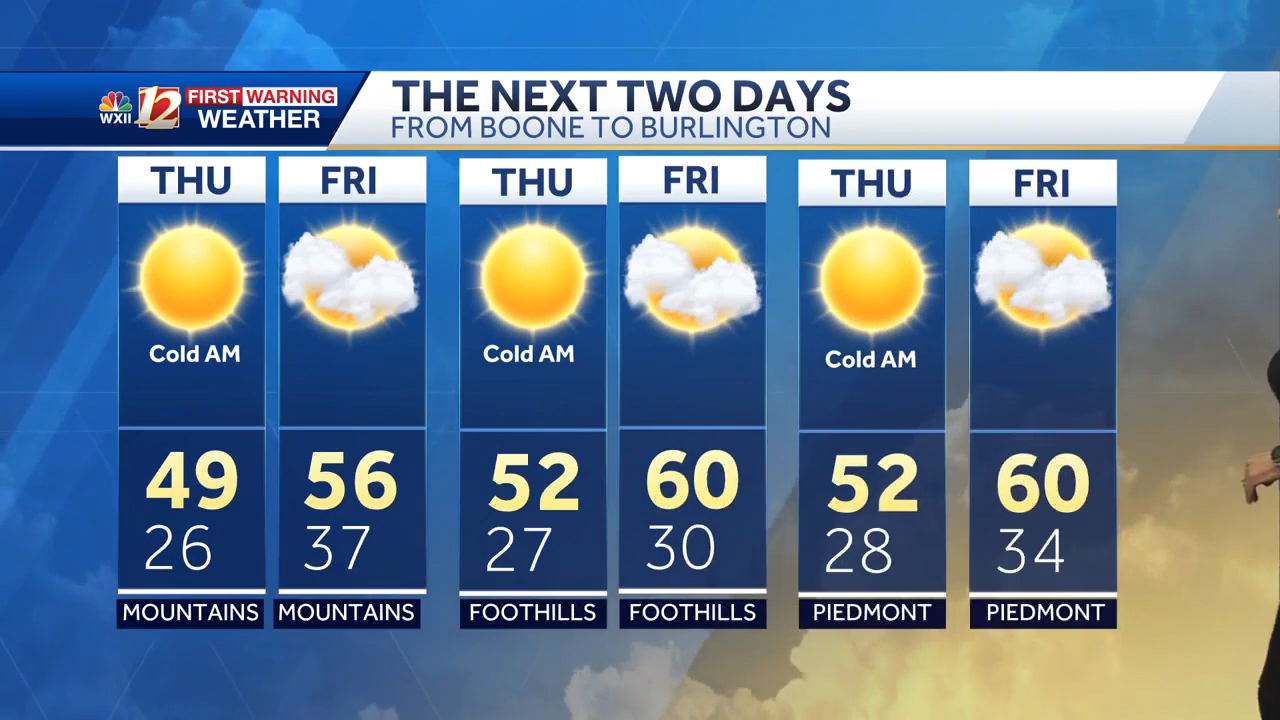 WXII 12 FIRST WARNING
WEATHER
THE NEXT TWO DAYS
FROM BOONE TO BURLINGTON
THU
Cold AM
49
26
MOUNTAINS
FRI
56
37
MOUNTAINS
THU
Cold AM
52
27
FOOTHILLS
FRI
60
30
FOOTHILLS
THU
Cold AM
52
28
PIEDMONT
FRI
60
34
PIEDMONT